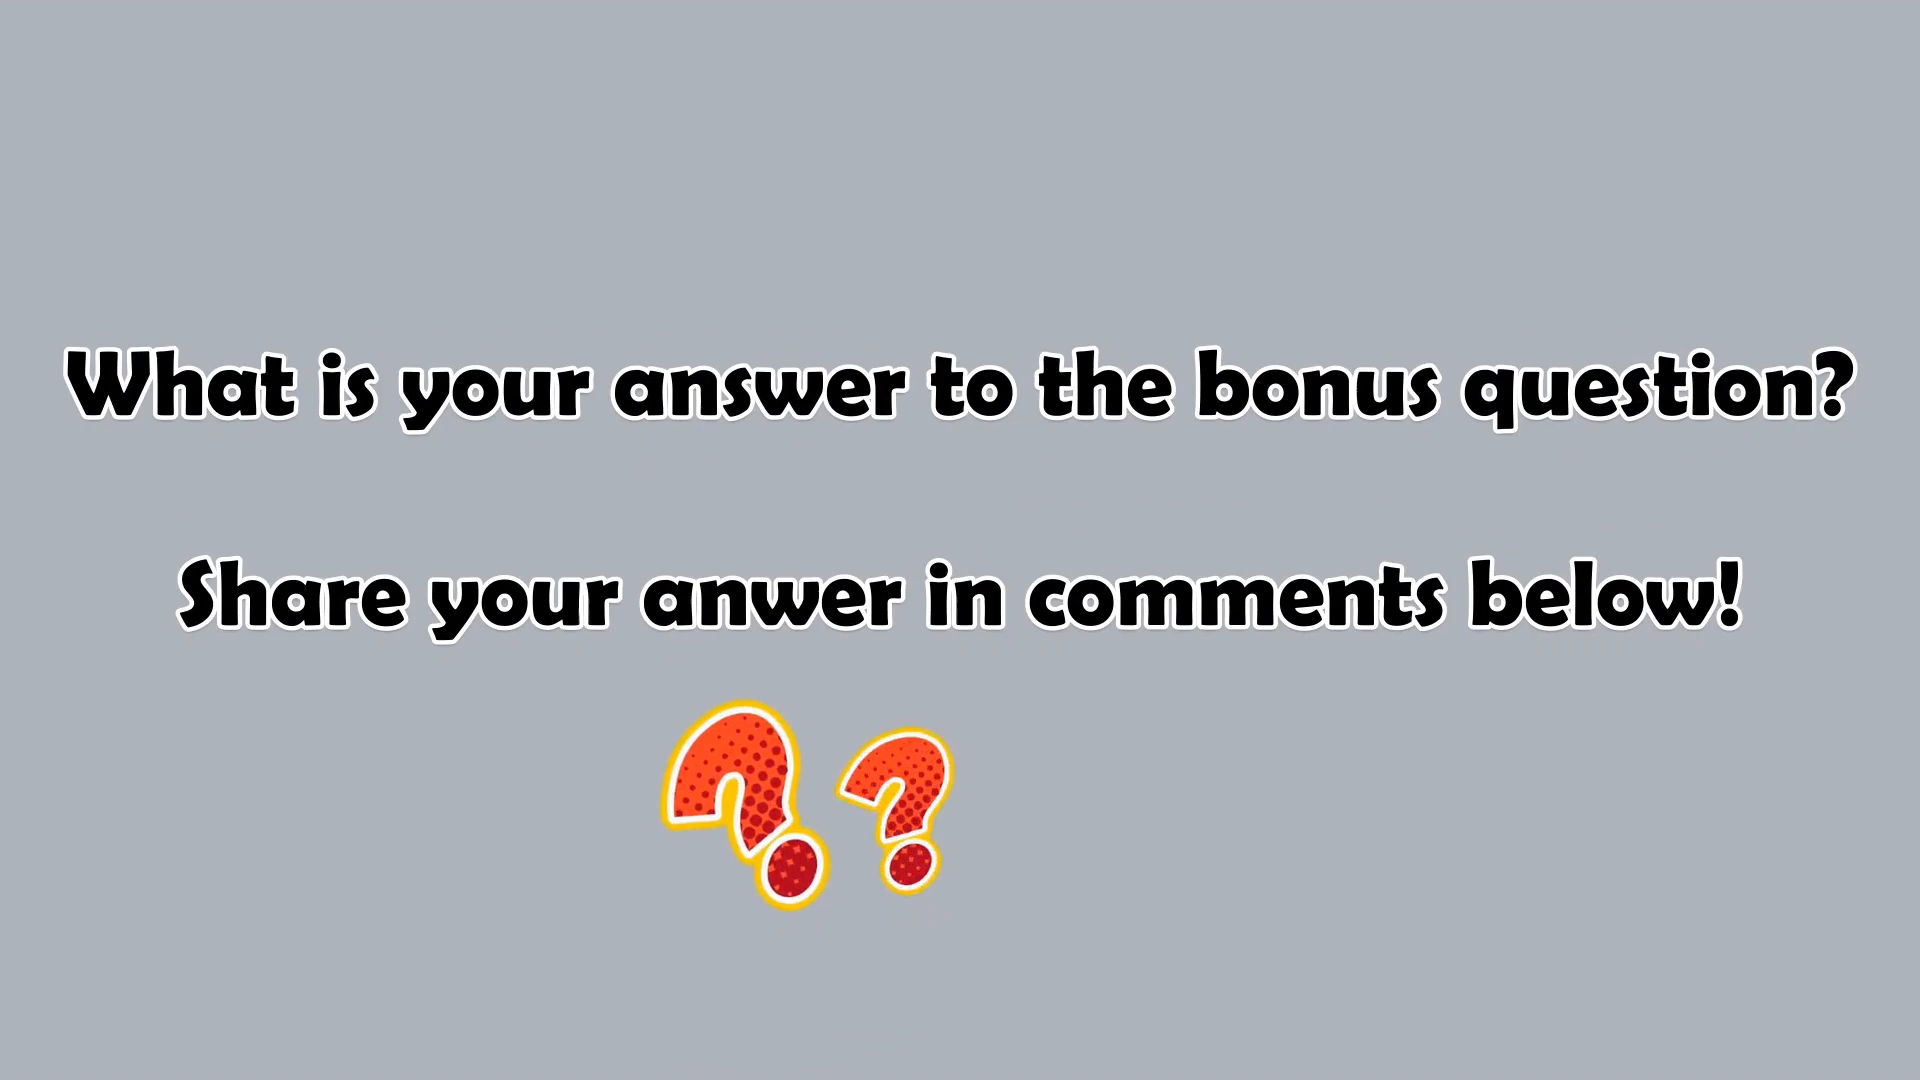 What is your answer to the bonus question?
Share your anwer in comments below!
??